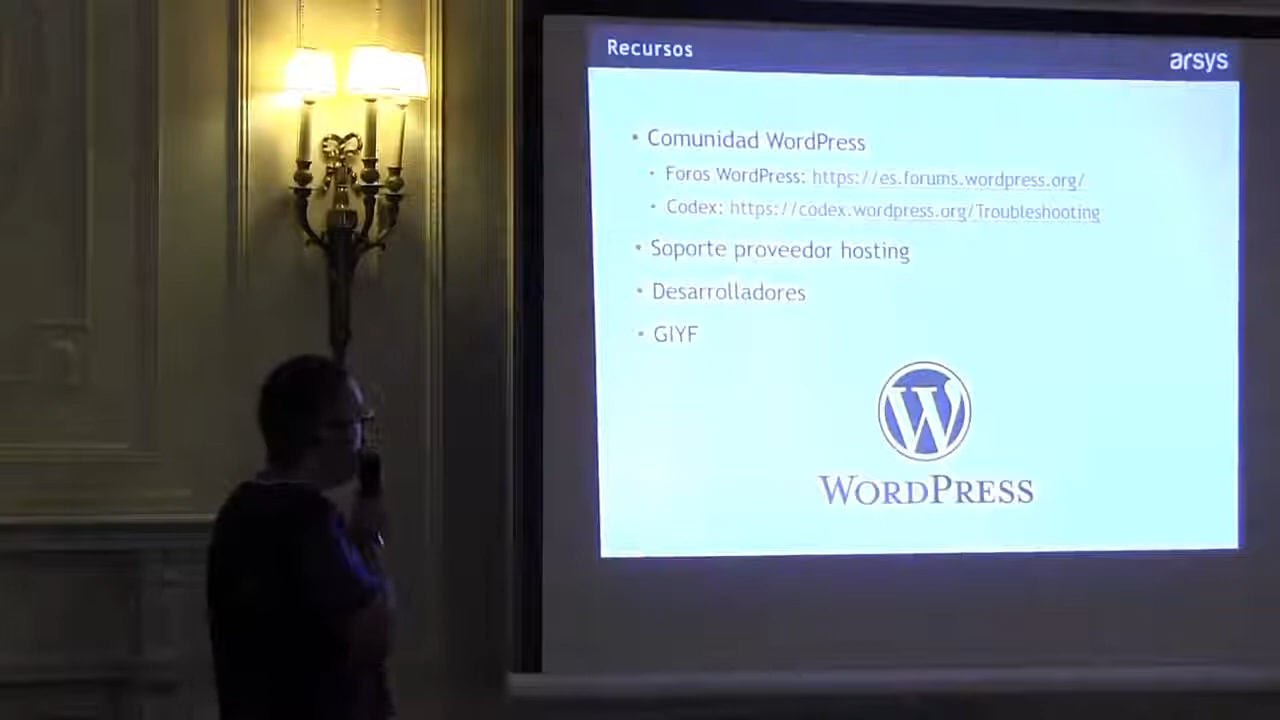 Recursos
arsys
• Comunidad WordPress
• Foros WordPress: https://es.forums.wordpress.org/
• Codex: https://codex.wordpress.org/Troubleshooting
• Soporte proveedor hosting
• Desarrolladores
• GIYF
W
WORDPRESS